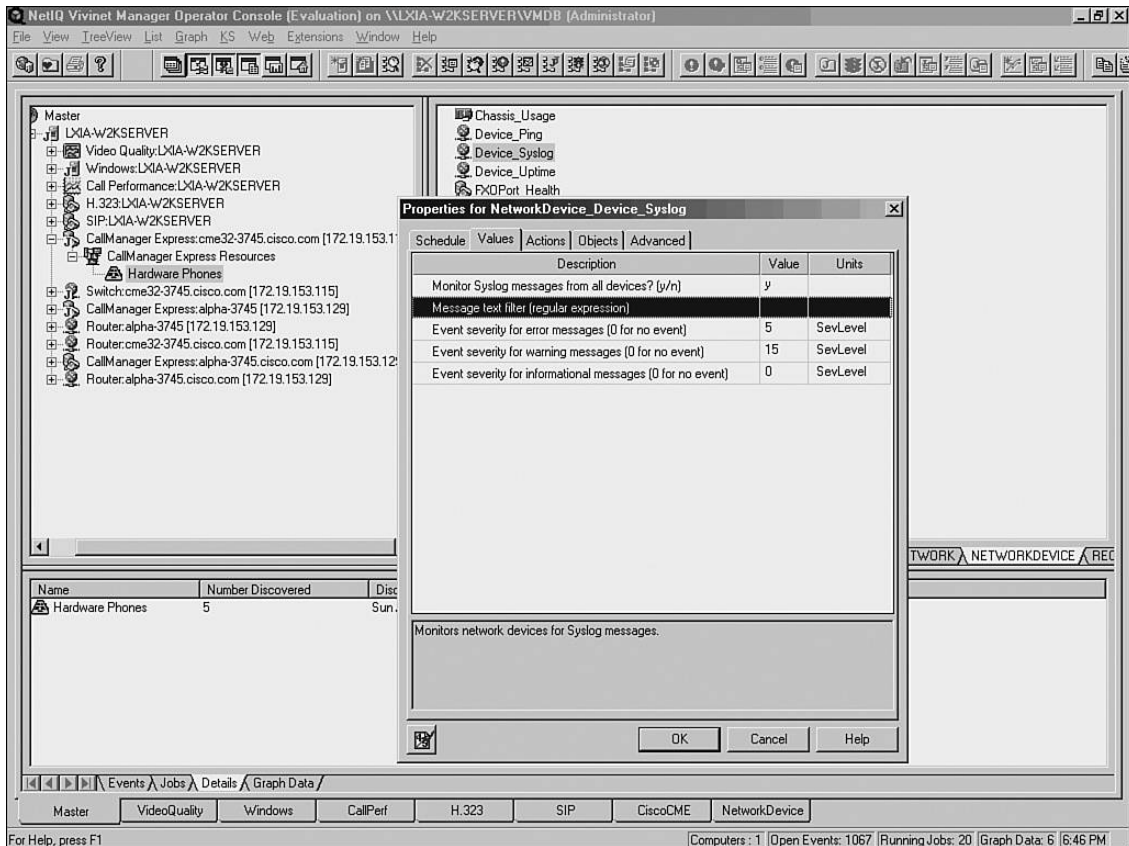 NetIQ Vivinet Manager Operator Console (Evaluation) on \\LXIA-W2KSERVER\VMDB (Administrator)
File View TreeView List Graph KS Web Extensions Window Help
Master
LXIA-W2KSERVER
Video Quality:LXIA-W2KSERVER
Windows:LXIA-W2KSERVER
Call Performance:LXIA-W2KSERVER
H.323:LXIA-W2KSERVER
SIP:LXIA-W2KSERVER
CallManager Express:cme32-3745.cisco.com [172.19.153.1
CallManager Express Resources
Hardware Phones
Switch:cme32-3745.cisco.com [172.19.153.115]
CallManager Express:alpha-3745 [172.19.153.129]
Router:alpha-3745 [172.19.153.129]
Router:cme32-3745.cisco.com [172.19.153.115]
CallManager Express:alpha-3745.cisco.com [172.19.153.12
Router:alpha-3745.cisco.com [172.19.153.129]
Chassis_Usage
Device_Ping
Device_Syslog
Device_Uptime
FXOPort_Health
Properties for NetworkDevice_Device_Syslog
Schedule Values Actions Objects Advanced
Description Value Units
Monitor Syslog messages from all devices? (y/n) y
Message text filter (regular expression)
Event severity for error messages (0 for no event) 5 SevLevel
Event severity for warning messages (0 for no event) 15 SevLevel
Event severity for informational messages (0 for no event) 0 SevLevel
Monitors network devices for Syslog messages.
OK Cancel Help
TWORK NETWORKDEVICE REC
Name Number Discovered Disc
Hardware Phones 5 Sun
Events Jobs Details Graph Data
Master VideoQuality Windows CallPerf H.323 SIP CiscoCME NetworkDevice
For Help, press F1 Computers : 1 Open Events: 1067 Running Jobs: 20 Graph Data: 6 6:46 PM